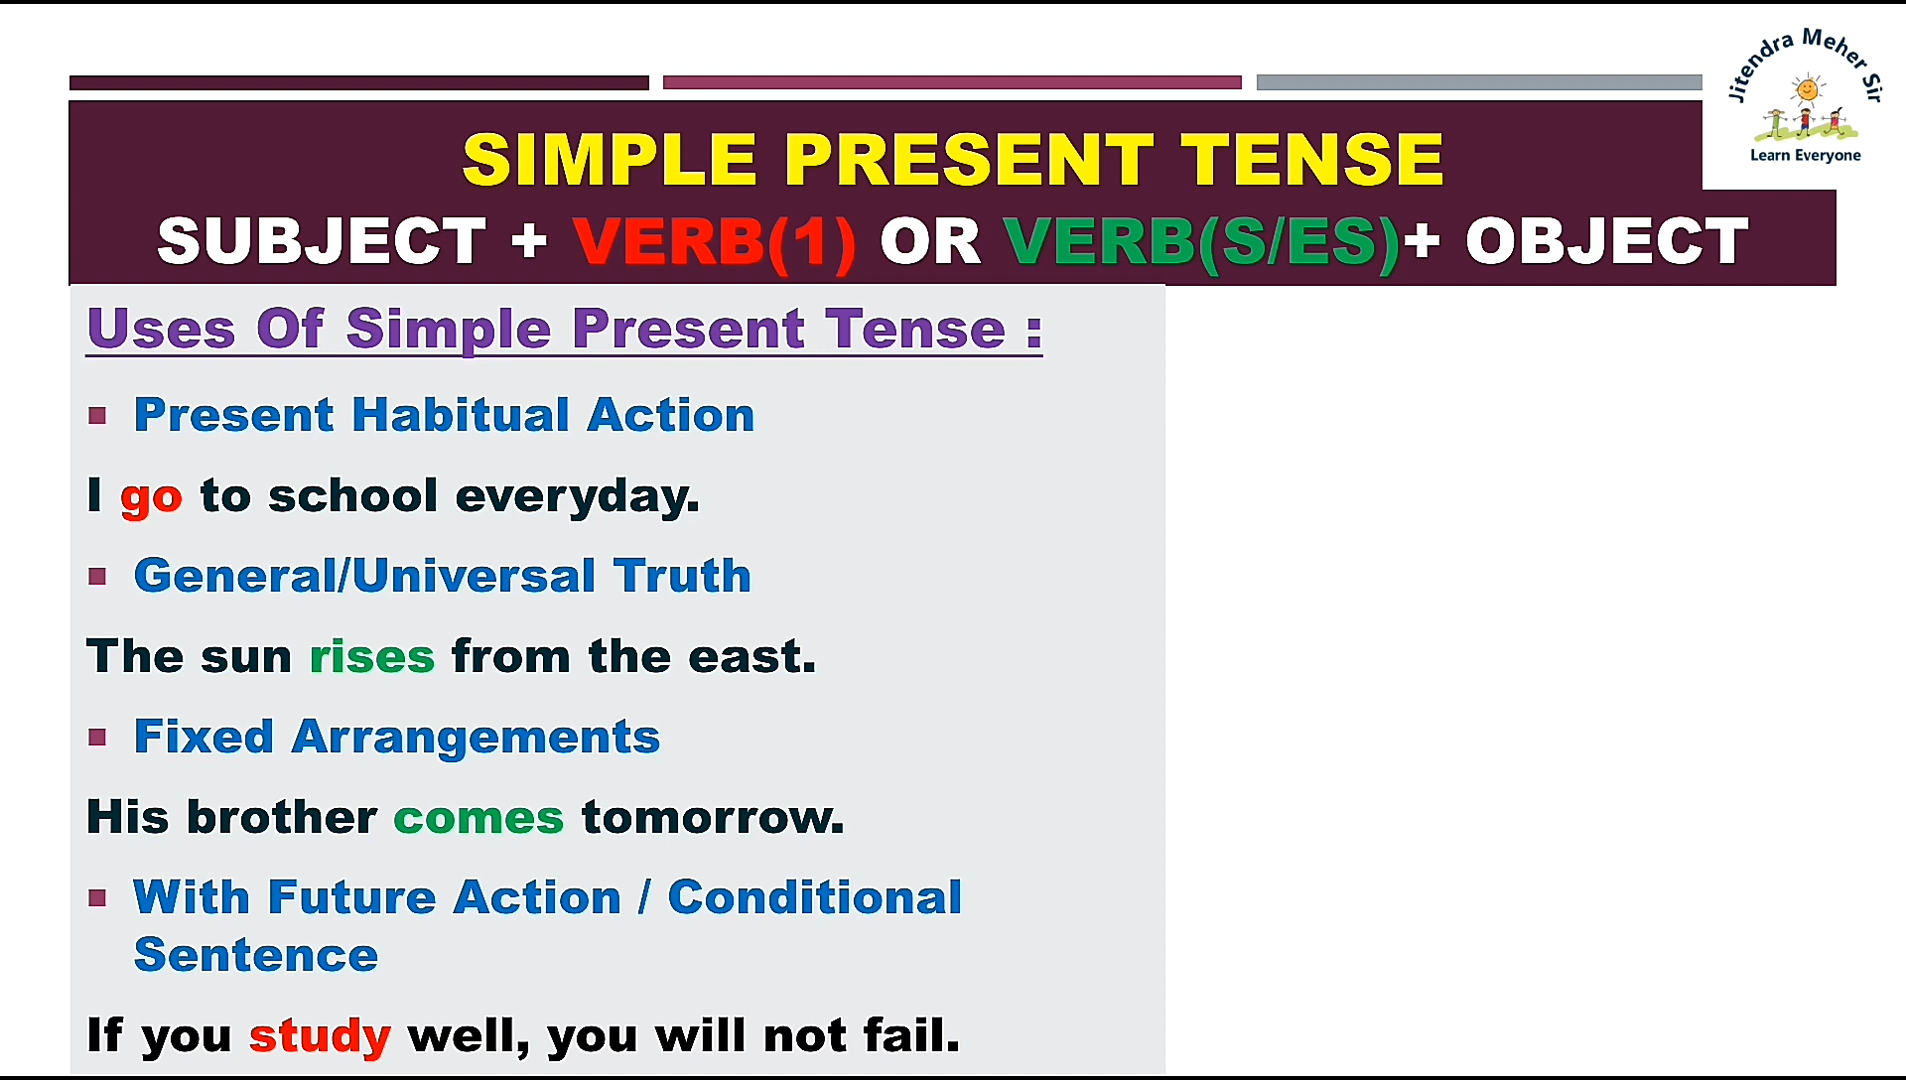 Jitendra Meher Sir
Learn Everyone
SIMPLE PRESENT TENSE
SUBJECT + VERB(1) OR VERB(S/ES)+ OBJECT
Uses Of Simple Present Tense :
▪ Present Habitual Action
I go to school everyday.
▪ General/Universal Truth
The sun rises from the east.
▪ Fixed Arrangements
His brother comes tomorrow.
▪ With Future Action / Conditional
Sentence
If you study well, you will not fail.